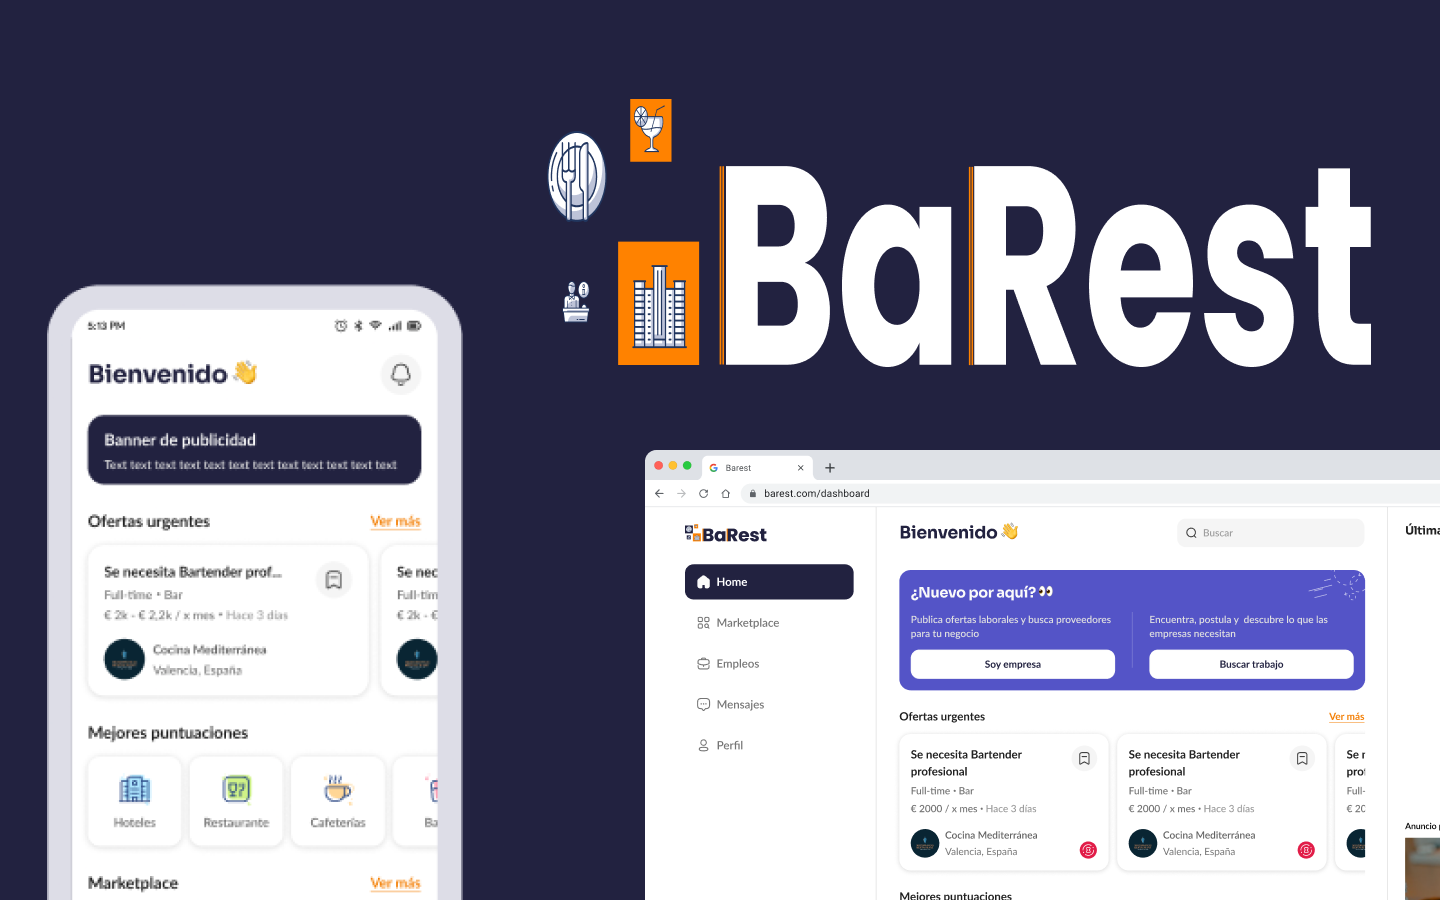 BaRest
5:13 PM
Bienvenido
Banner de publicidad
Text text text text text text text text text text text text
Ofertas urgentes
Ver más
Se necesita Bartender prof...
Full-time • Bar
€ 2k - € 2,2k / x mes • Hace 3 días
Cocina Mediterránea
Valencia, España
Se nec
Full-tim
€ 2k - €
Mejores puntuaciones
Hoteles
Restaurante
Cafeterías
Ba
Marketplace
Ver más
Barest
barest.com/dashboard
BaRest
Home
Marketplace
Empleos
Mensajes
Perfil
Bienvenido
Buscar
¿Nuevo por aquí?
Publica ofertas laborales y busca proveedores
para tu negocio
Soy empresa
Encuentra, postula y descubre lo que las
empresas necesitan
Buscar trabajo
Ofertas urgentes
Ver más
Se necesita Bartender
profesional
Full-time • Bar
€ 2000 / x mes • Hace 3 días
Cocina Mediterránea
Valencia, España
Se necesita Bartender
profesional
Full-time • Bar
€ 2000 / x mes • Hace 3 días
Cocina Mediterránea
Valencia, España
Se n
prof
Full-
€ 20
Mejores puntuaciones
Última
Anuncio p